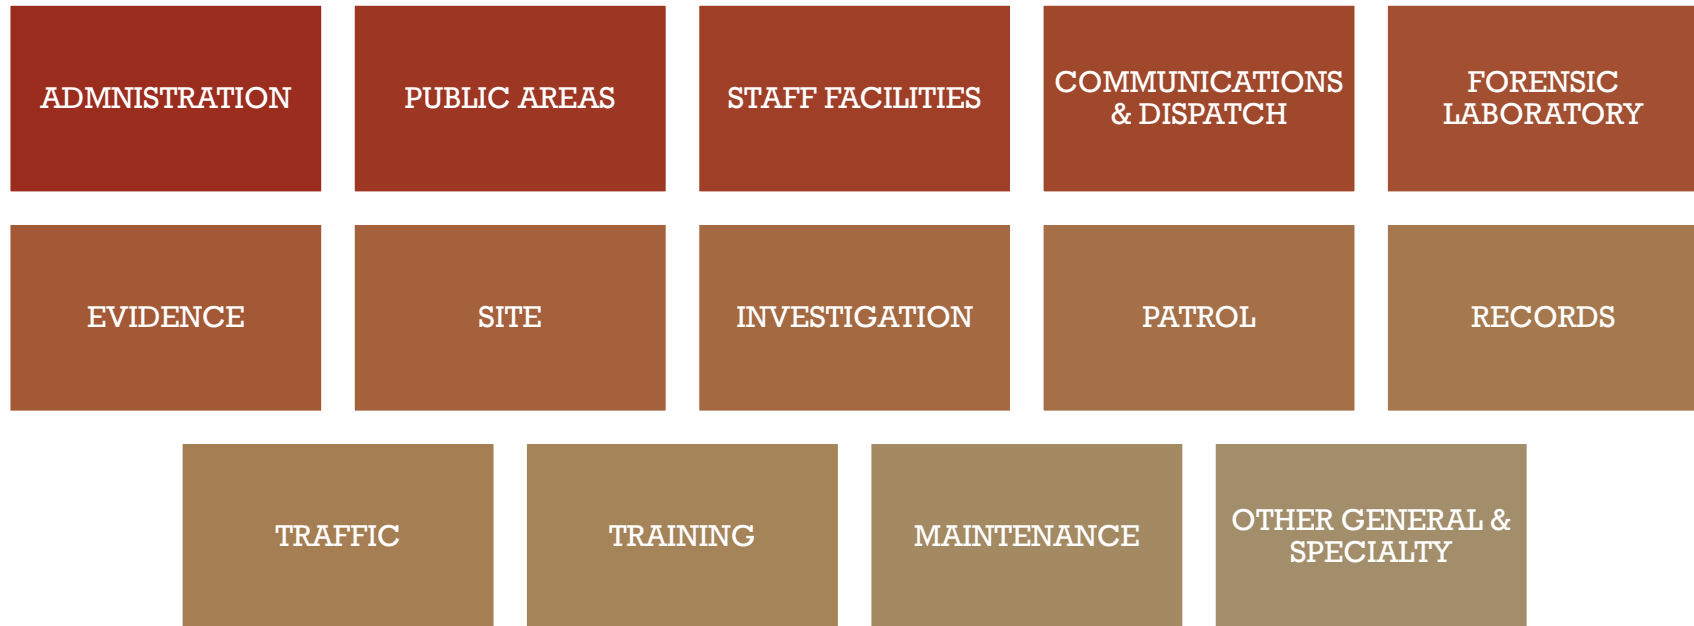 ADMNISTRATION
PUBLIC AREAS
STAFF FACILITIES
COMMUNICATIONS
& DISPATCH
FORENSIC
LABORATORY
EVIDENCE
SITE
INVESTIGATION
PATROL
RECORDS
TRAFFIC
TRAINING
MAINTENANCE
OTHER GENERAL &
SPECIALTY